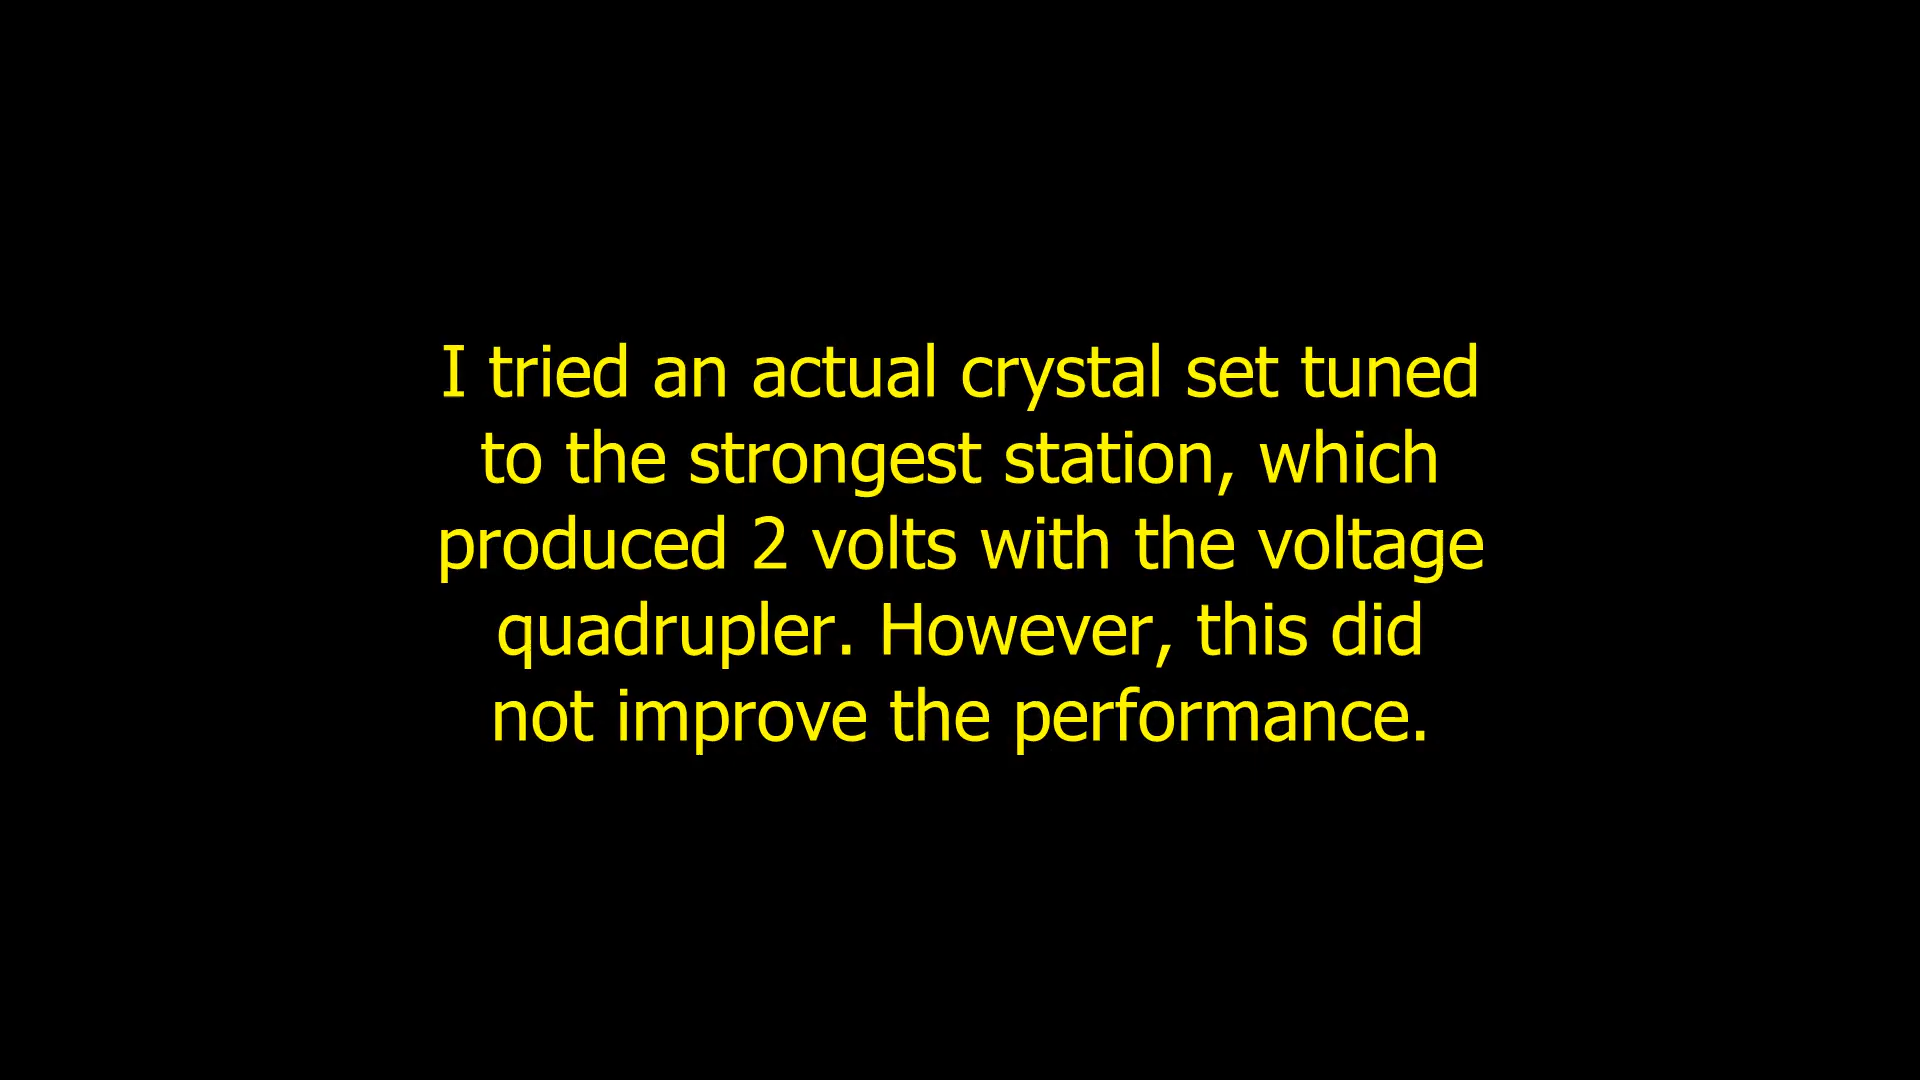 I tried an actual crystal set tuned
to the strongest station, which
produced 2 volts with the voltage
quadrupler. However, this did
not improve the performance.